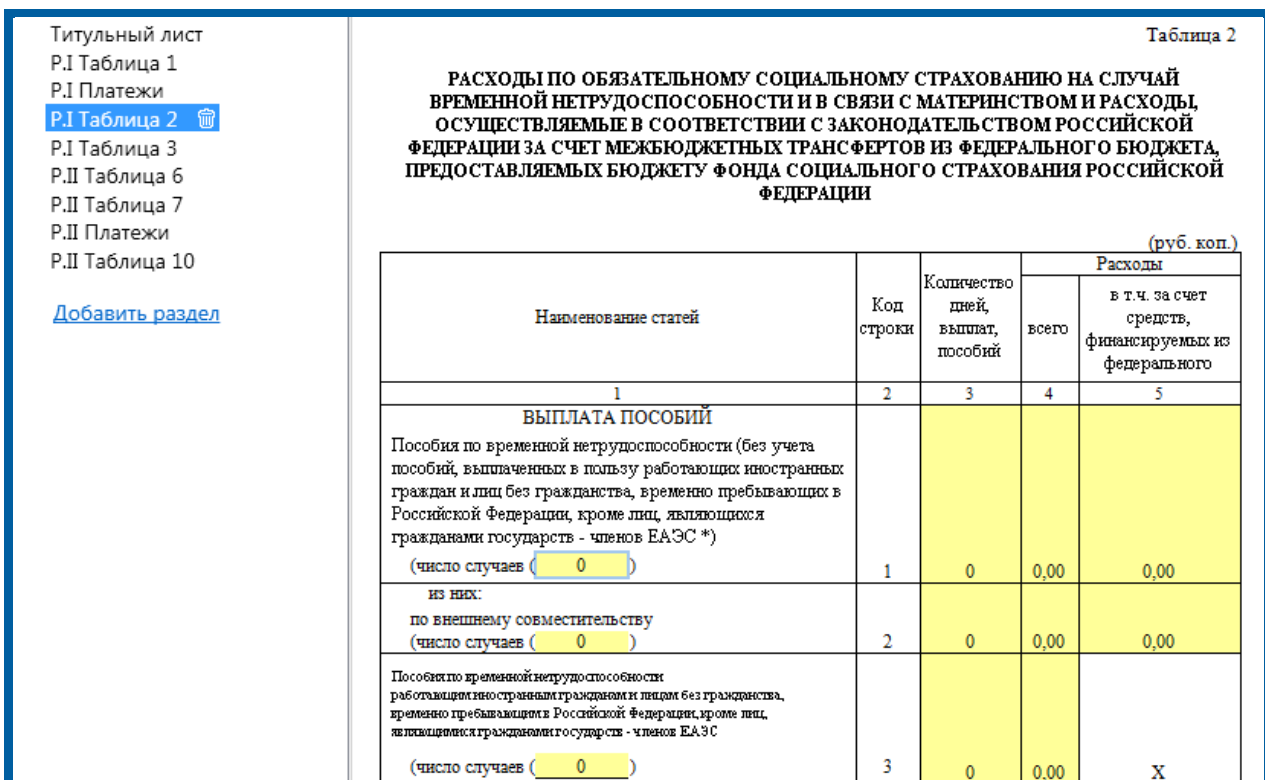 Титульный лист
Р.I Таблица 1
Р.I Платежи
Р.I Таблица 2
Р.I Таблица 3
Р.II Таблица 6
Р.II Таблица 7
Р.II Платежи
Р.II Таблица 10
Добавить раздел
Таблица 2
РАСХОДЫ ПО ОБЯЗАТЕЛЬНОМУ СОЦИАЛЬНОМУ СТРАХОВАНИЮ НА СЛУЧАЙ
ВРЕМЕННОЙ НЕТРУДОСПОСОБНОСТИ И В СВЯЗИ С МАТЕРИНСТВОМ И РАСХОДЫ,
ОСУЩЕСТВЛЯЕМЫЕ В СООТВЕТСТВИИ С ЗАКОНОДАТЕЛЬСТВОМ РОССИЙСКОЙ
ФЕДЕРАЦИИ ЗА СЧЕТ МЕЖБЮДЖЕТНЫХ ТРАНСФЕРТОВ ИЗ ФЕДЕРАЛЬНОГО БЮДЖЕТА,
ПРЕДОСТАВЛЯЕМЫХ БЮДЖЕТУ ФОНДА СОЦИАЛЬНОГО СТРАХОВАНИЯ РОССИЙСКОЙ
ФЕДЕРАЦИИ
(руб. коп.)
Наименование статей
Код
строки
Количество
дней,
выплат,
пособий
Расходы
всего
в т.ч. за счет
средств,
финансируемых из
федерального
1 2 3 4 5
ВЫПЛАТА ПОСОБИЙ
Пособия по временной нетрудоспособности (без учета
пособий, выплаченных в пользу работающих иностранных
граждан и лиц без гражданства, временно пребывающих в
Российской Федерации, кроме лиц, являющихся
гражданами государств - членов ЕАЭС *)
(число случаев ( 0 ) 1 0 0,00 0,00
из них:
по внешнему совместительству
(число случаев ( 0 ) 2 0 0,00 0,00
Пособия по временной нетрудоспособности
работающим иностранным гражданам и лицам без гражданства,
временно пребывающим в Российской Федерации, кроме лиц,
являющимися гражданами государств - членов ЕАЭС
(число случаев ( 0 ) 3 0 0,00 X